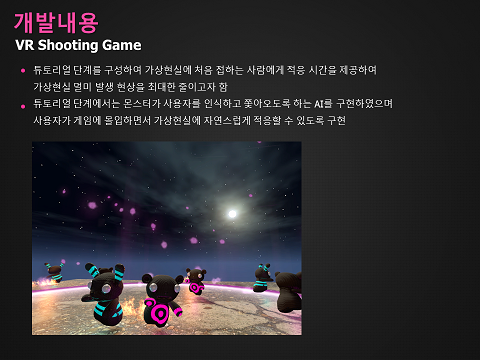 개발내용
VR Shooting Game
• 튜토리얼 단계를 구성하여 가상현실에 처음 접하는 사람에게 적응 시간을 제공하여
가상현실 멀미 발생 현상을 최대한 줄이고자 함
• 튜토리얼 단계에서는 몬스터가 사용자를 인식하고 쫓아오도록 하는 AI를 구현하였으며
사용자가 게임에 몰입하면서 가상현실에 자연스럽게 적응할 수 있도록 구현